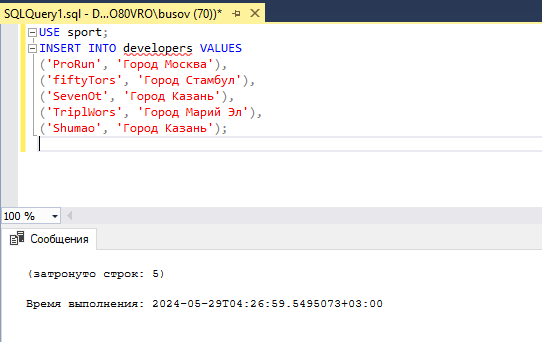 SQLQuery1.sql - D...O80VRO\busov (70))*
USE sport;
INSERT INTO developers VALUES
('ProRun', 'Город Москва'),
('fiftyTors', 'Город Стамбул'),
('SevenOt', 'Город Казань'),
('TriplWors', 'Город Марий Эл'),
('Shumao', 'Город Казань');
100 %
Сообщения
(затронуто строк: 5)
Время выполнения: 2024-05-29T04:26:59.5495073+03:00